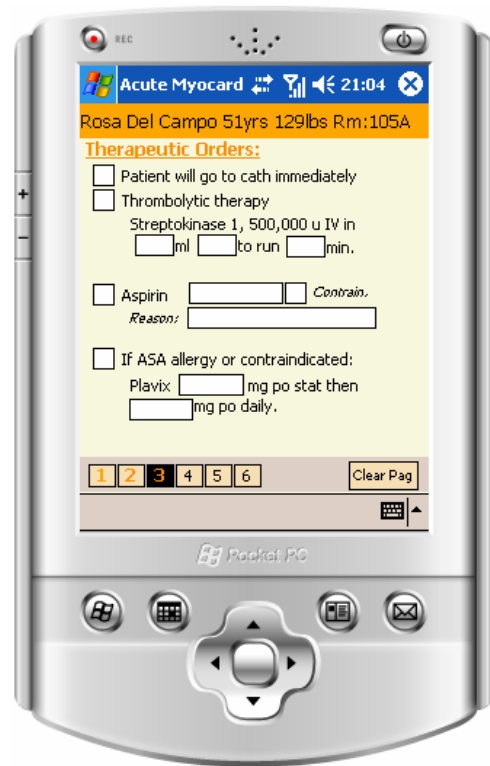 REC
Acute Myocard 21:04
Rosa Del Campo 51yrs 129lbs Rm:105A
Therapeutic Orders:
Patient will go to cath immediately
Thrombolytic therapy
Streptokinase 1, 500,000 u IV in
ml to run min.
Aspirin Contrain.
Reason:
If ASA allergy or contraindicated:
Plavix mg po stat then
mg po daily.
1 2 3 4 5 6 Clear Pag
Pocket PC